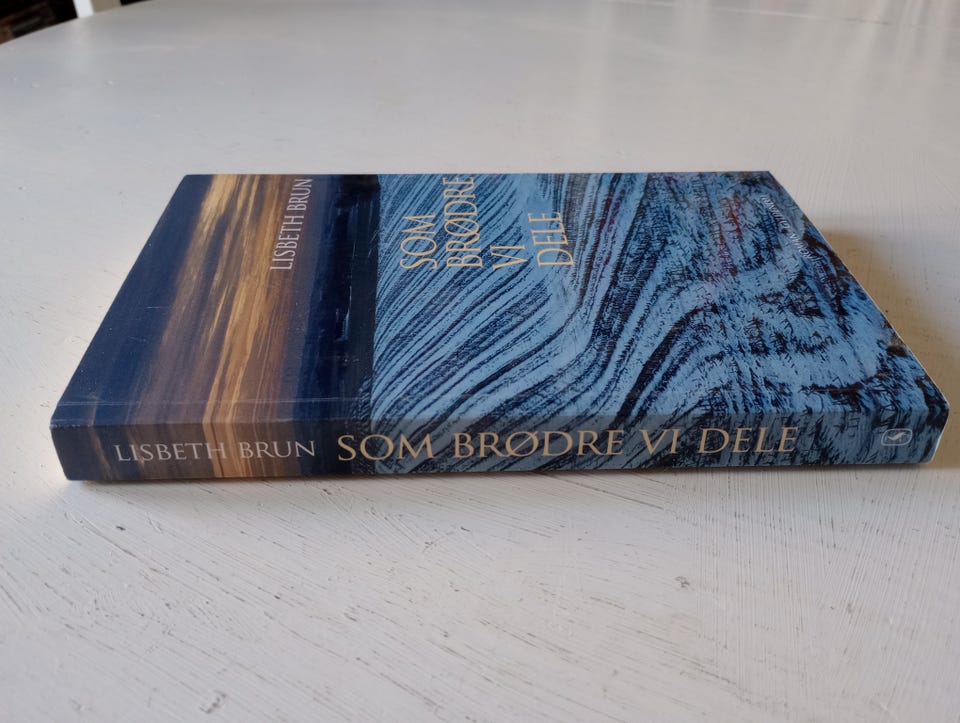 LISBETH BRUN
SOM
BRØDRE
VI
DELE
LISBETH BRUN SOM BRØDRE VI DELE